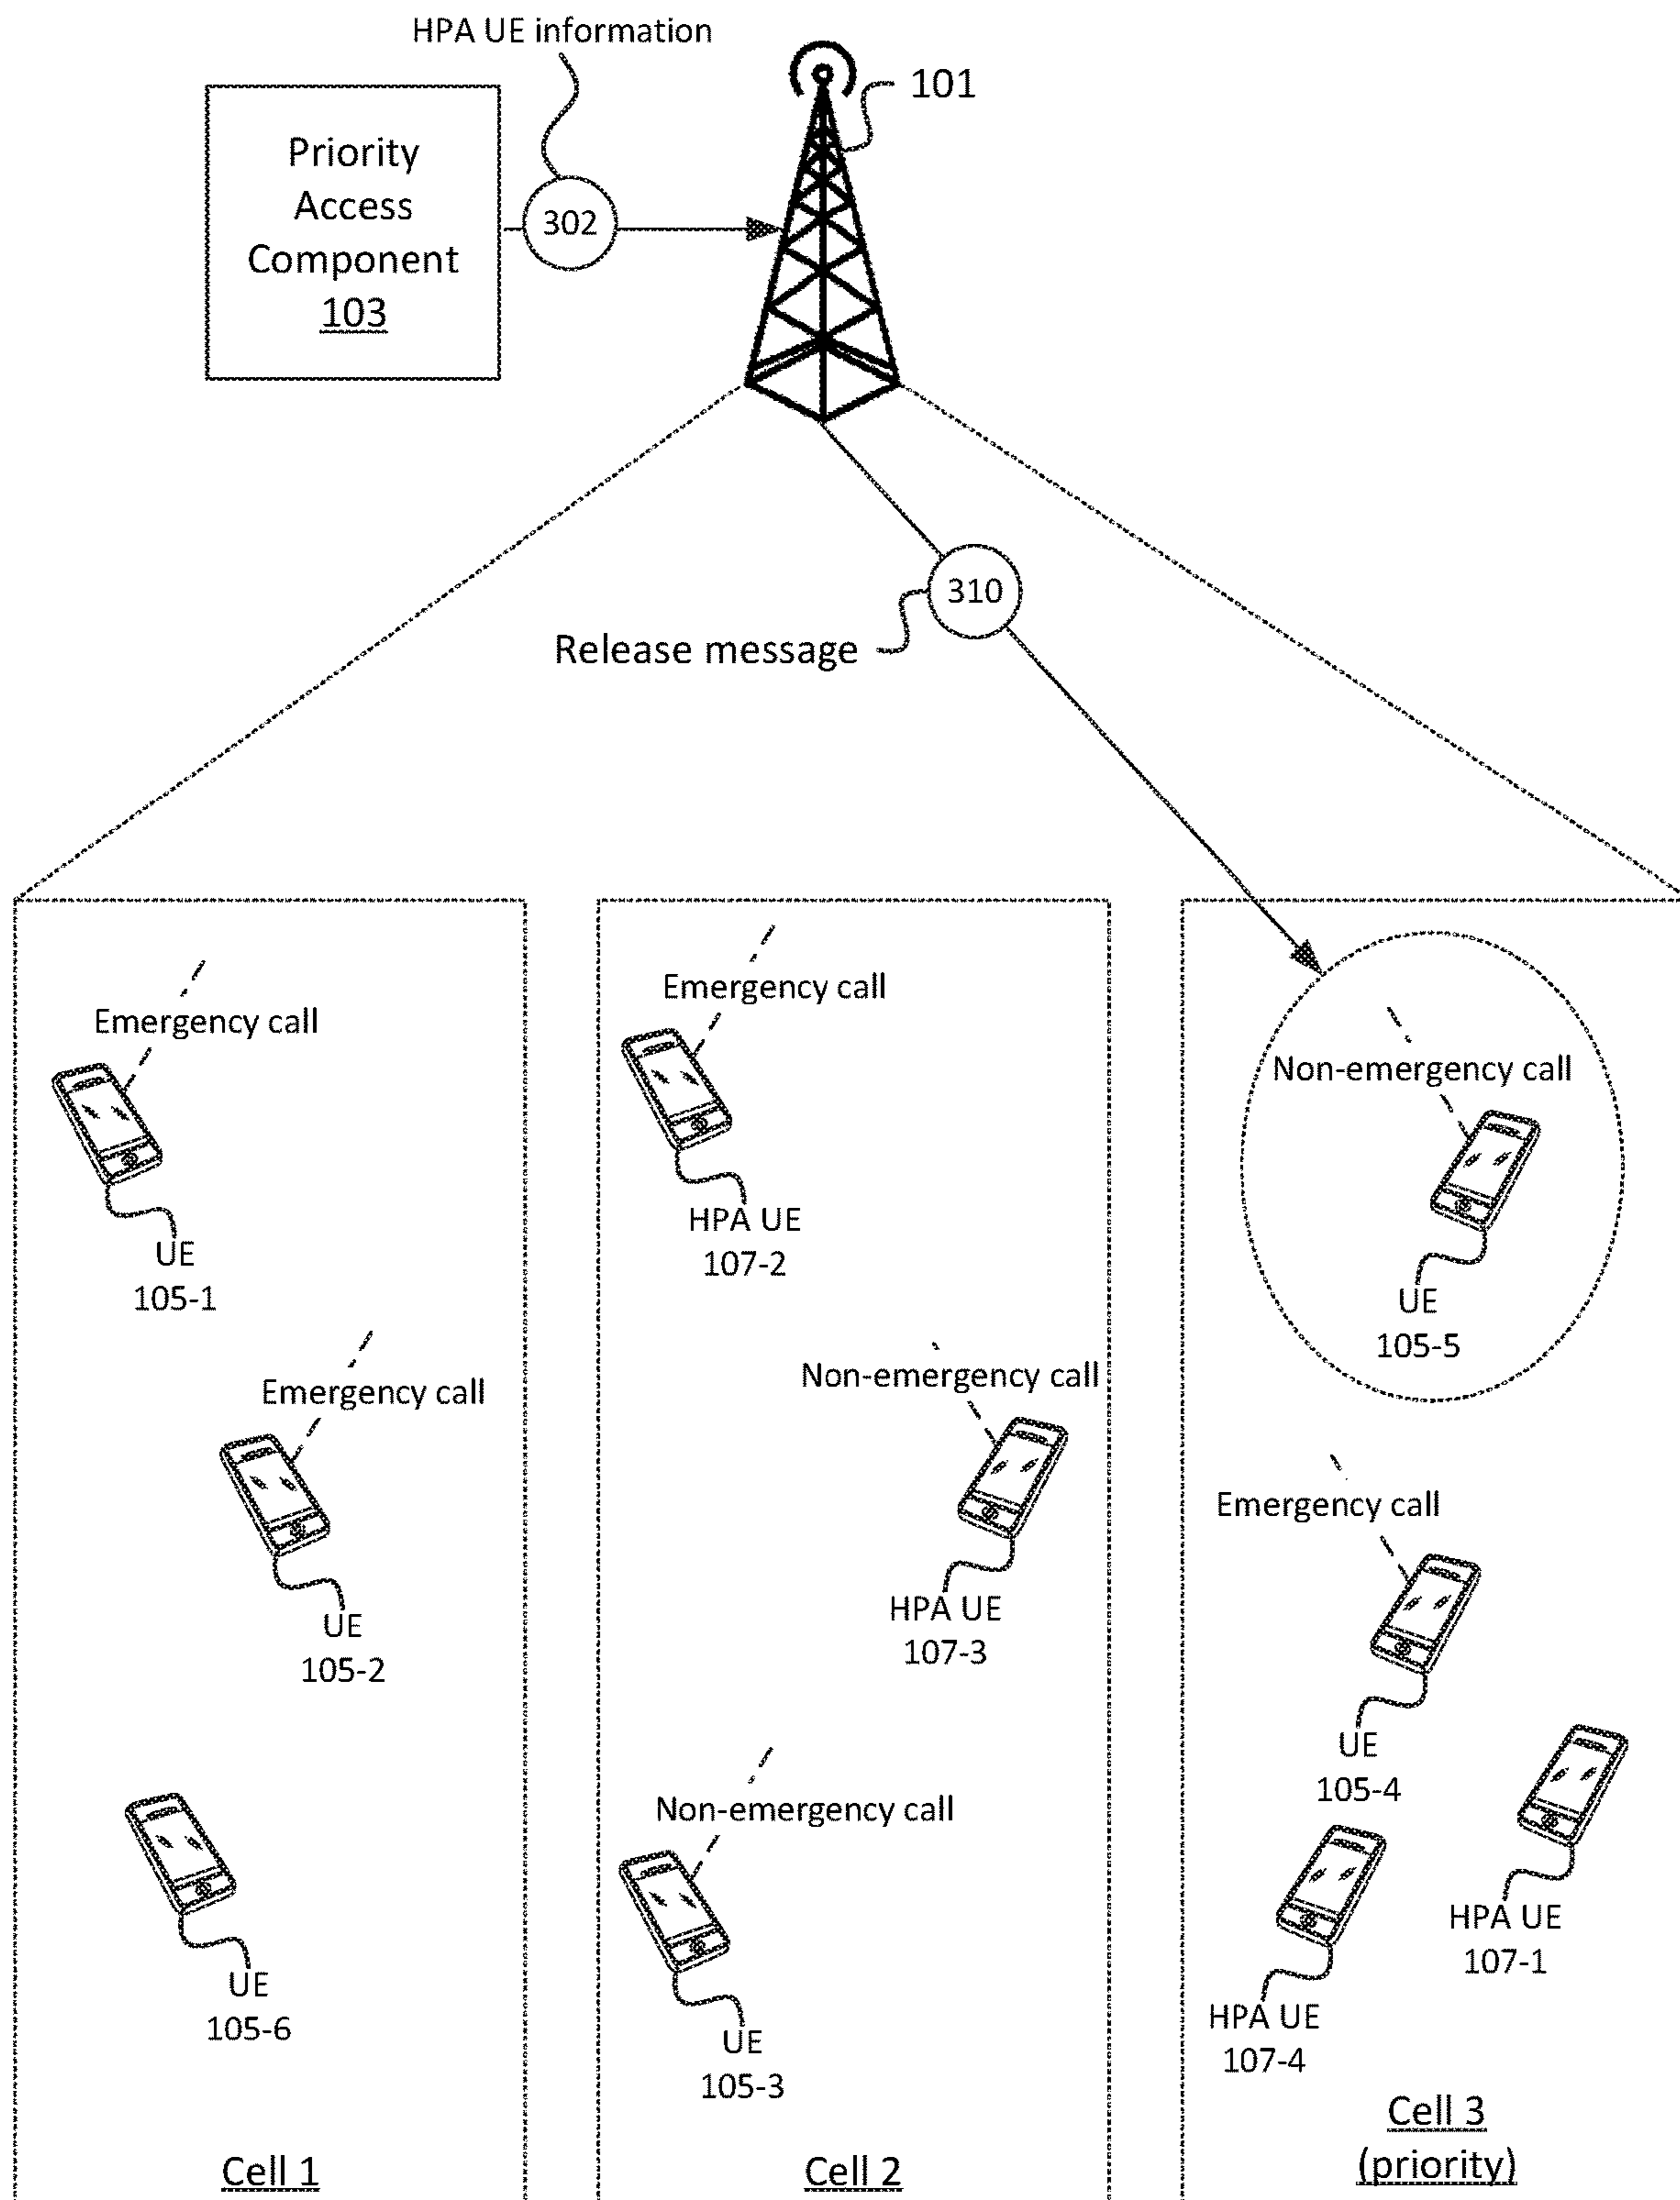 HPA UE information
101
Priority
Access
Component
103
302
310
Release message
Emergency call
UE
105-1
Emergency call
UE
105-2
UE
105-6
Cell 1
Emergency call
HPA UE
107-2
Non-emergency call
HPA UE
107-3
Non-emergency call
UE
105-3
Cell 2
Non-emergency call
UE
105-5
Emergency call
UE
105-4
HPA UE
107-1
HPA UE
107-4
Cell 3
(priority)